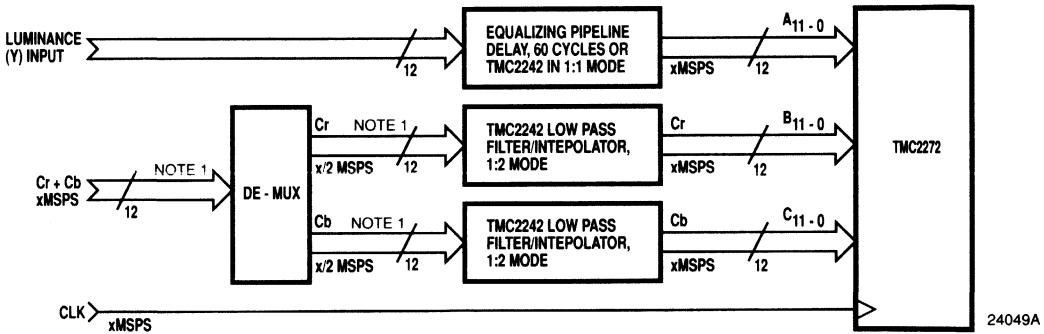 LUMINANCE
(Y) INPUT
12
EQUALIZING PIPELINE
DELAY, 60 CYCLES OR
TMC2242 IN 1:1 MODE
A11 - 0
xMSPS
12
Cr + Cb
xMSPS
NOTE 1
12
DE - MUX
Cr
NOTE 1
x/2 MSPS
12
TMC2242 LOW PASS
FILTER/INTEPOLATOR,
1:2 MODE
Cr
B11 - 0
xMSPS
12
Cb
NOTE 1
x/2 MSPS
12
TMC2242 LOW PASS
FILTER/INTEPOLATOR,
1:2 MODE
Cb
C11 - 0
xMSPS
12
TMC2272
CLK
xMSPS
24049A